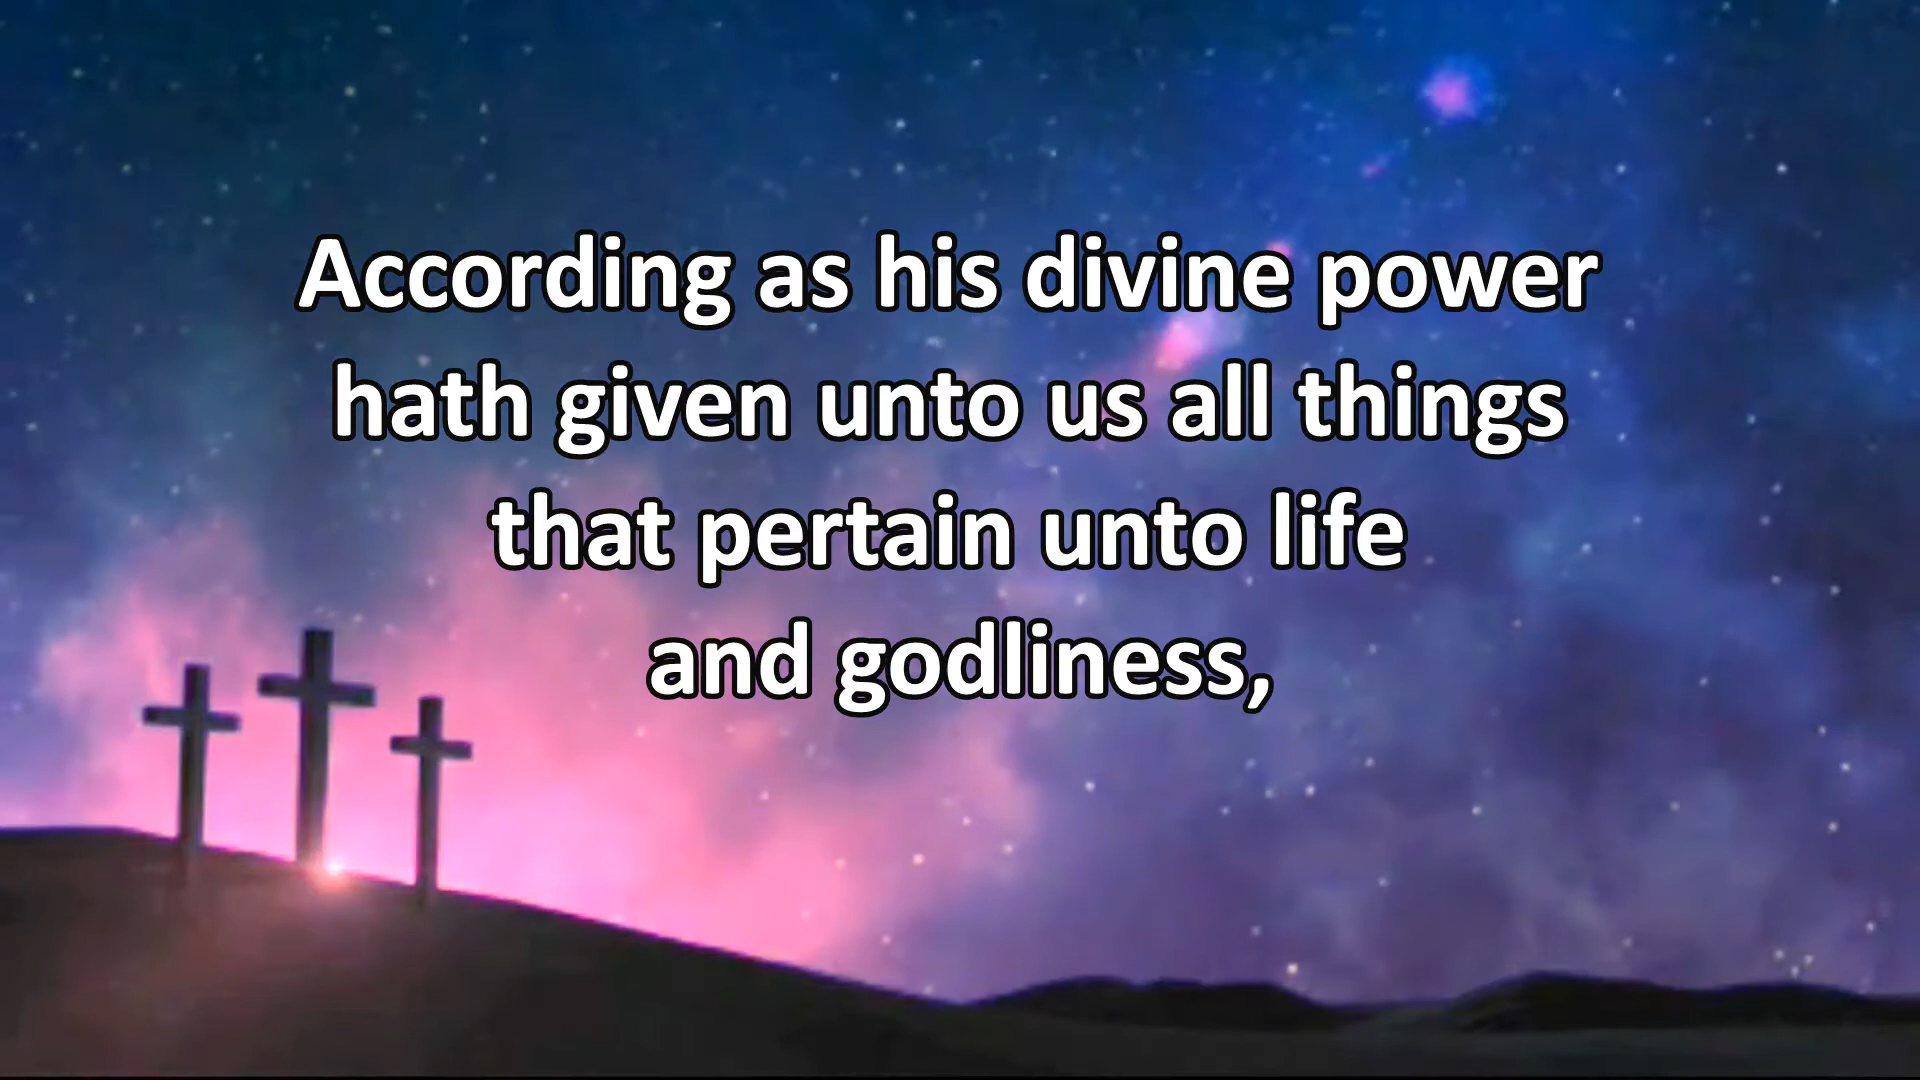 According as his divine power
hath given unto us all things
that pertain unto life
and godliness,